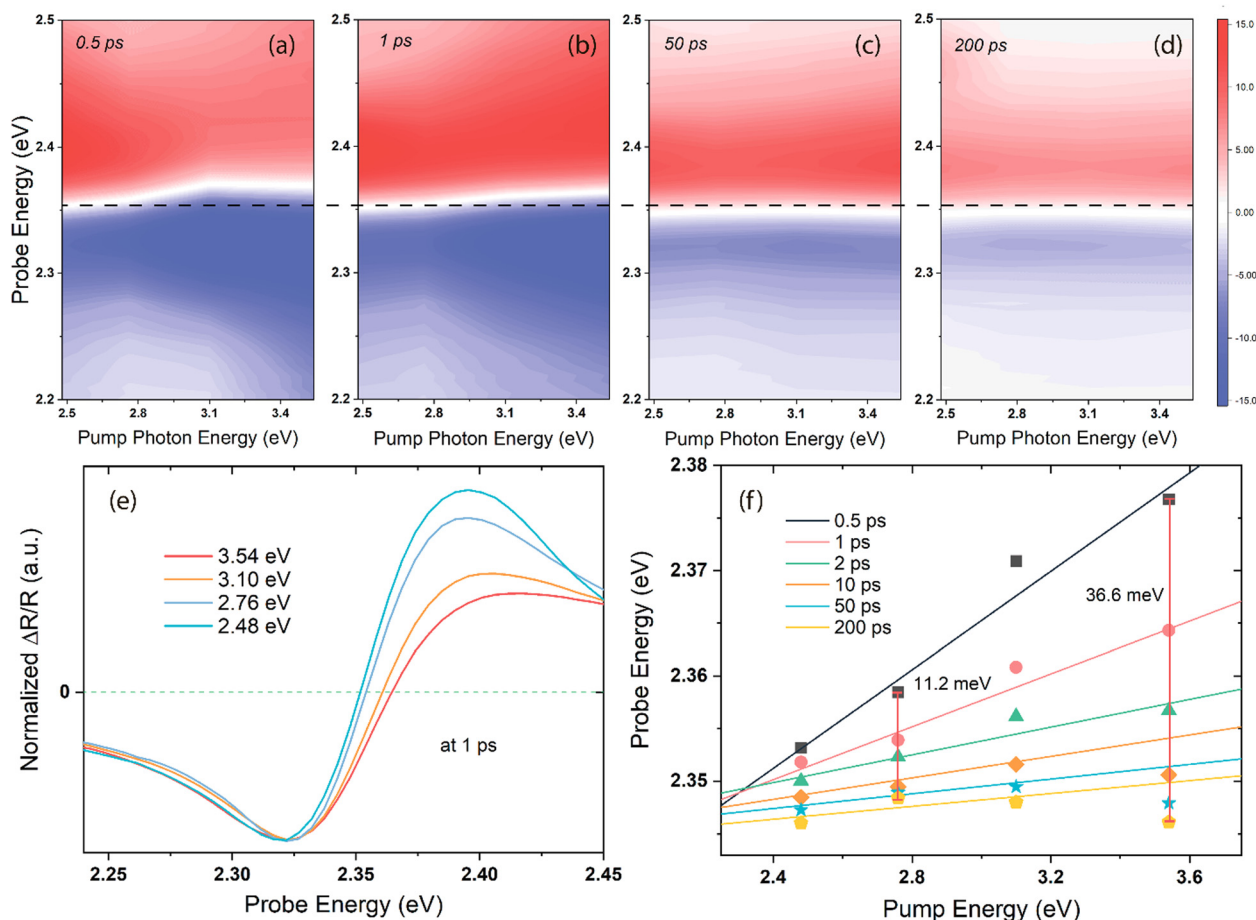 0.5 ps
(a)
1 ps
(b)
50 ps
(c)
200 ps
(d)
Probe Energy (eV)
2.5
2.4
2.3
2.2
2.5
2.8
3.1
3.4
Pump Photon Energy (eV)
2.5
2.4
2.3
2.2
2.5
2.8
3.1
3.4
Pump Photon Energy (eV)
2.5
2.4
2.3
2.2
2.5
2.8
3.1
3.4
Pump Photon Energy (eV)
2.5
2.4
2.3
2.2
2.5
2.8
3.1
3.4
Pump Photon Energy (eV)
15.0
10.0
5.00
0.00
-5.00
-10.0
-15.0
(e)
Normalized ΔR/R (a.u.)
0
3.54 eV
3.10 eV
2.76 eV
2.48 eV
at 1 ps
2.25
2.30
2.35
2.40
2.45
Probe Energy (eV)
(f)
Probe Energy (eV)
2.38
2.37
2.36
2.35
0.5 ps
1 ps
2 ps
10 ps
50 ps
200 ps
11.2 meV
36.6 meV
2.4
2.8
3.2
3.6
Pump Energy (eV)